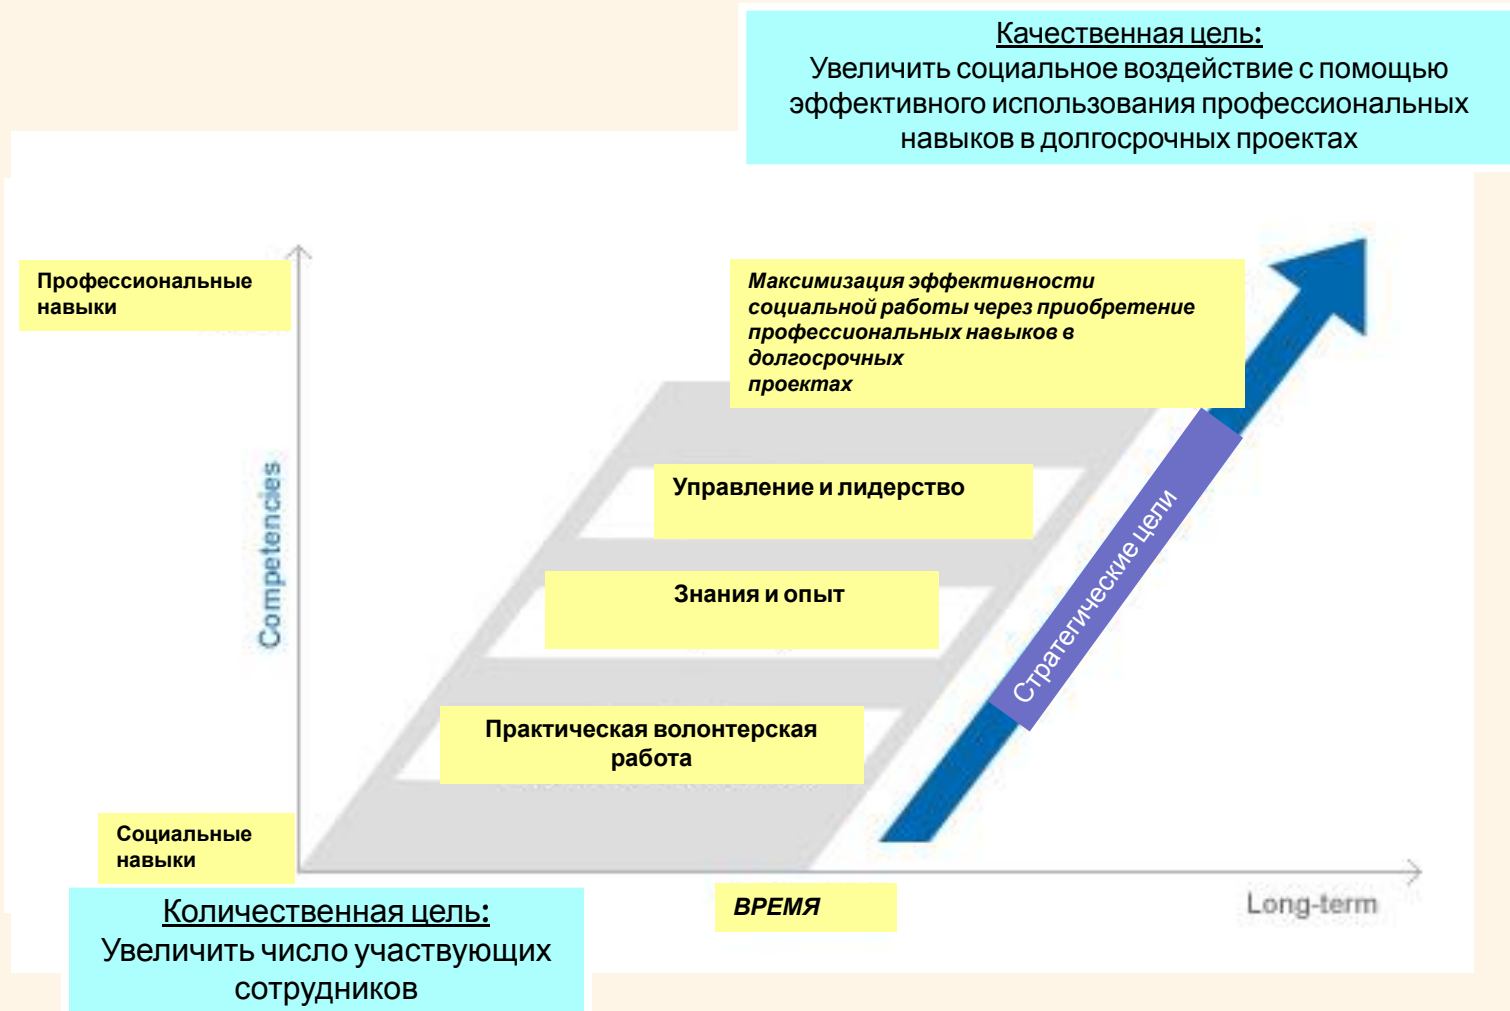 Качественная цель:
Увеличить социальное воздействие с помощью
эффективного использования профессиональных
навыков в долгосрочных проектах
Профессиональные
навыки
Максимизация эффективности
социальной работы через приобретение
профессиональных навыков в
долгосрочных
проектах
Competencies
Управление и лидерство
Знания и опыт
Стратегические цели
Практическая волонтерская
работа
Социальные
навыки
ВРЕМЯ
Long-term
Количественная цель:
Увеличить число участвующих
сотрудников